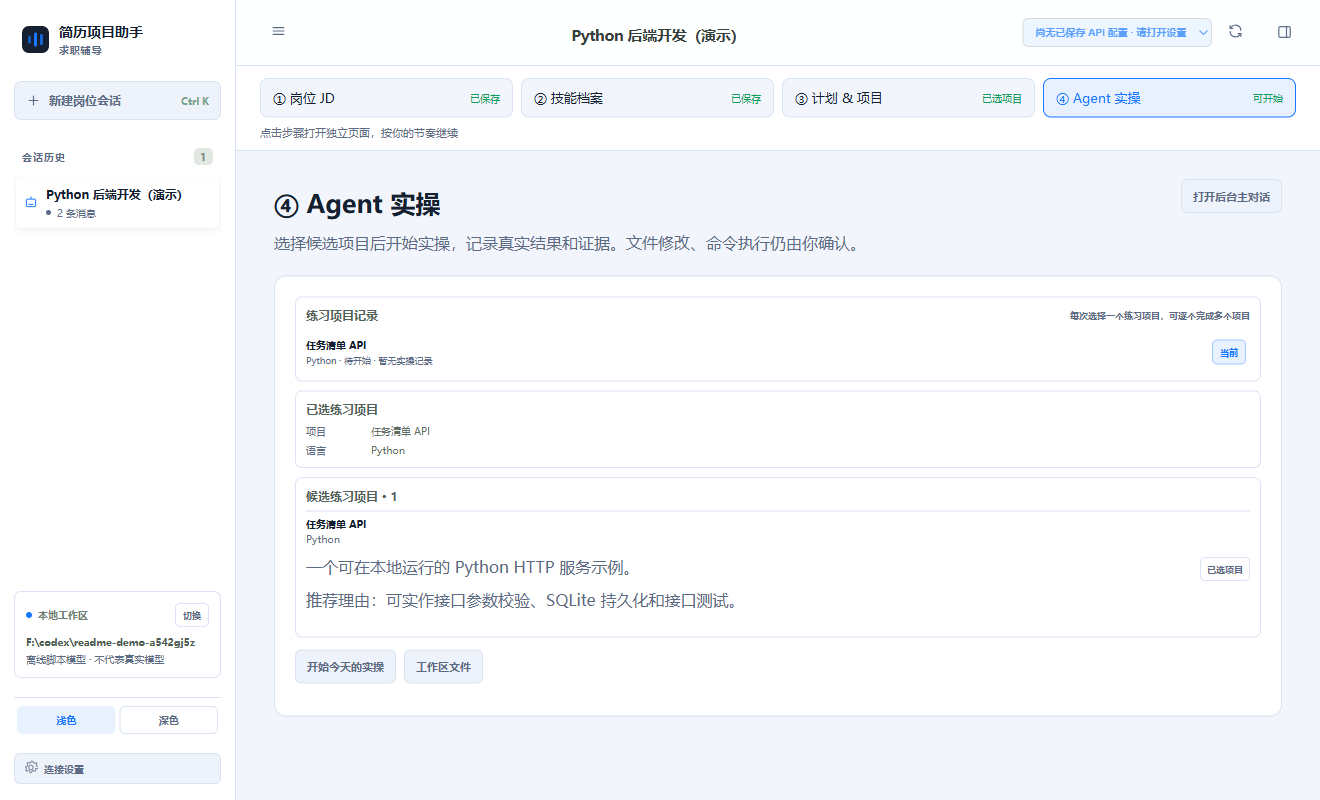 简历项目助手
求职辅导
新建岗位会话 Ctrl K
会话历史 1
Python 后端开发（演示）
2 条消息
本地工作区 切换
F:\codex\readme-demo-a542gj5z
离线脚本模型 · 不代表真实模型
浅色 深色
连接设置
Python 后端开发（演示）
尚无已保存 API 配置 · 请打开设置
① 岗位 JD 已保存
② 技能档案 已保存
③ 计划 & 项目 已选项目
④ Agent 实操 可开始
点击步骤打开独立页面，按你的节奏继续
④ Agent 实操
打开后台主对话
选择候选项目后开始实操，记录真实结果和证据。文件修改、命令执行仍由你确认。
练习项目记录 每次选择一个练习项目，可逐个完成多个项目
任务清单 API
Python · 待开始 · 暂无实操记录
当前
已选练习项目
项目 任务清单 API
语言 Python
候选练习项目 • 1
任务清单 API
Python
一个可在本地运行的 Python HTTP 服务示例。
已选项目
推荐理由：可实作接口参数校验、SQLite 持久化和接口测试。
开始今天的实操 工作区文件